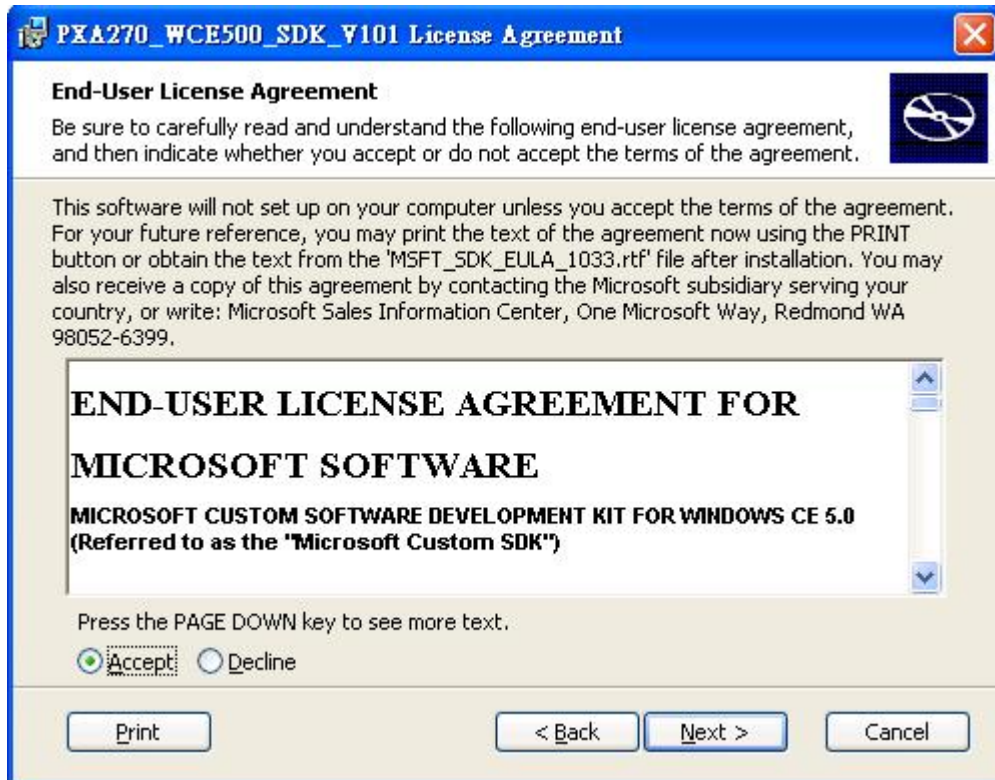 PXA270_WCE500_SDK_V101 License Agreement
End-User License Agreement
Be sure to carefully read and understand the following end-user license agreement,
and then indicate whether you accept or do not accept the terms of the agreement.
This software will not set up on your computer unless you accept the terms of the agreement.
For your future reference, you may print the text of the agreement now using the PRINT
button or obtain the text from the 'MSFT_SDK_EULA_1033.rtf' file after installation. You may
also receive a copy of this agreement by contacting the Microsoft subsidiary serving your
country, or write: Microsoft Sales Information Center, One Microsoft Way, Redmond WA
98052-6399.
END-USER LICENSE AGREEMENT FOR
MICROSOFT SOFTWARE
MICROSOFT CUSTOM SOFTWARE DEVELOPMENT KIT FOR WINDOWS CE 5.0
(Referred to as the "Microsoft Custom SDK")
Press the PAGE DOWN key to see more text.
Accept Decline
Print < Back Next > Cancel